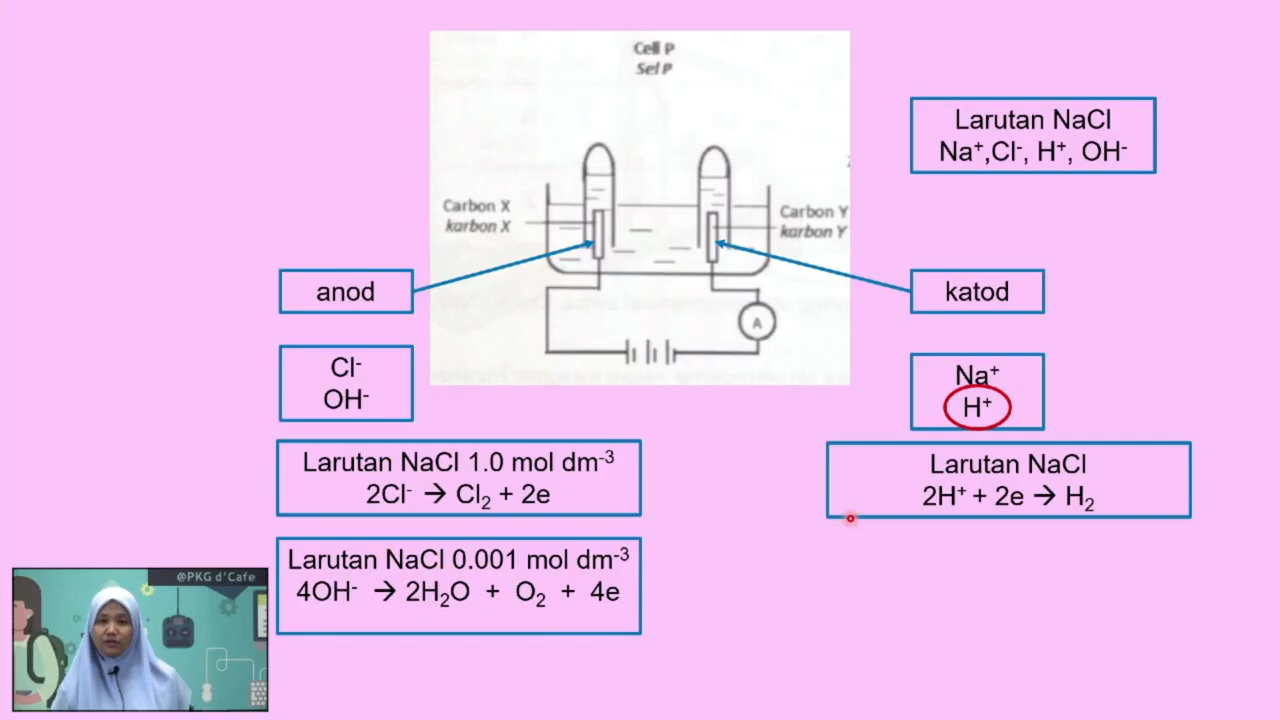 Cell P
Sel P
Larutan NaCl
Na⁺,Cl⁻, H⁺, OH⁻
Carbon X
karbon X
Carbon Y
karbon Y
anod
katod
A
Cl⁻
OH⁻
Na⁺
H⁺
Larutan NaCl 1.0 mol dm⁻³
2Cl⁻ → Cl₂ + 2e
Larutan NaCl
2H⁺ + 2e → H₂
Larutan NaCl 0.001 mol dm⁻³
4OH⁻ → 2H₂O + O₂ + 4e
@PKG d'Cafe